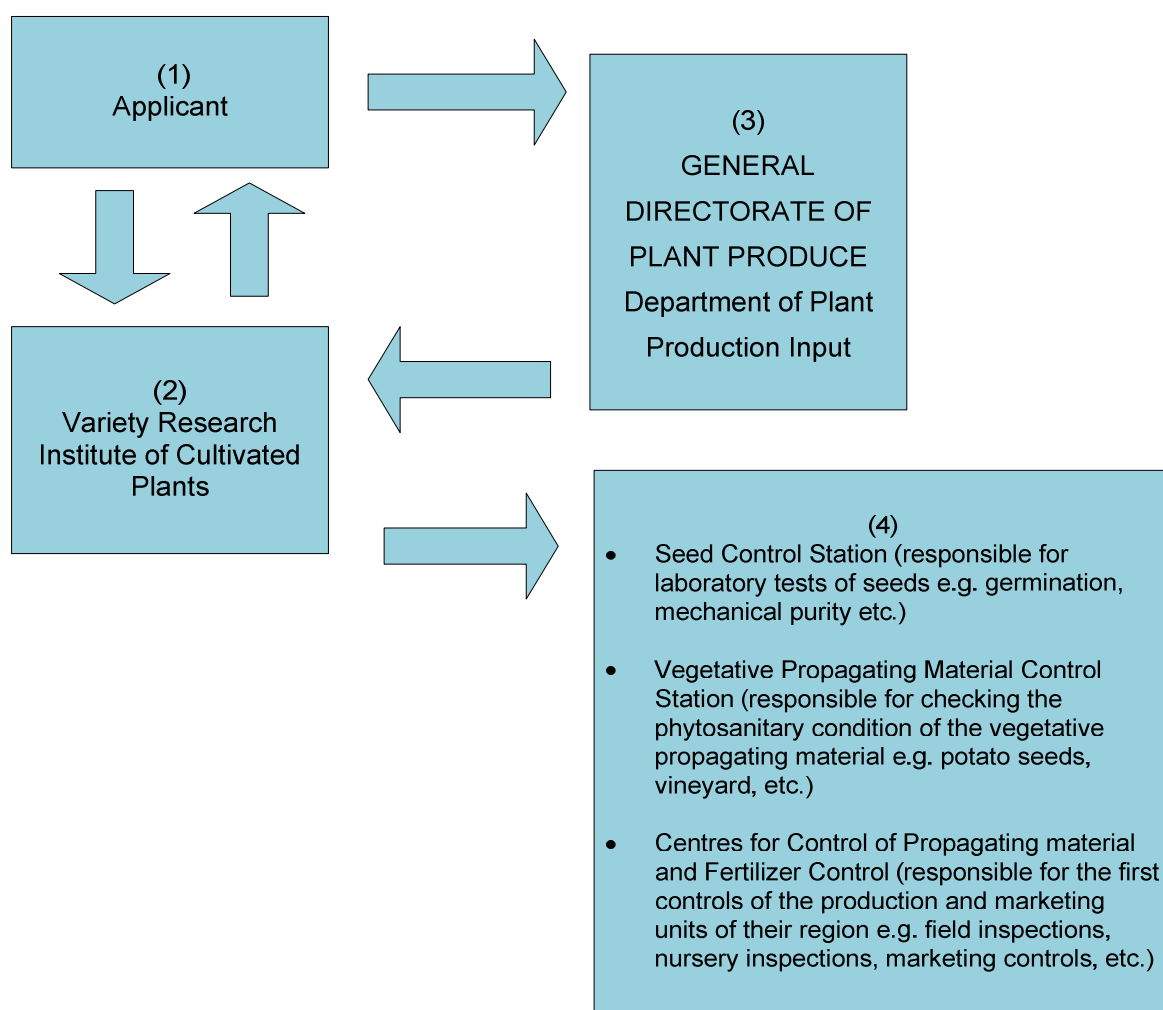 (1)
Applicant
(3)
GENERAL
DIRECTORATE OF
PLANT PRODUCE
Department of Plant
Production Input
(2)
Variety Research
Institute of Cultivated
Plants
(4)
• Seed Control Station (responsible for
laboratory tests of seeds e.g. germination,
mechanical purity etc.)
• Vegetative Propagating Material Control
Station (responsible for checking the
phytosanitary condition of the vegetative
propagating material e.g. potato seeds,
vineyard, etc.)
• Centres for Control of Propagating material
and Fertilizer Control (responsible for the first
controls of the production and marketing
units of their region e.g. field inspections,
nursery inspections, marketing controls, etc.)